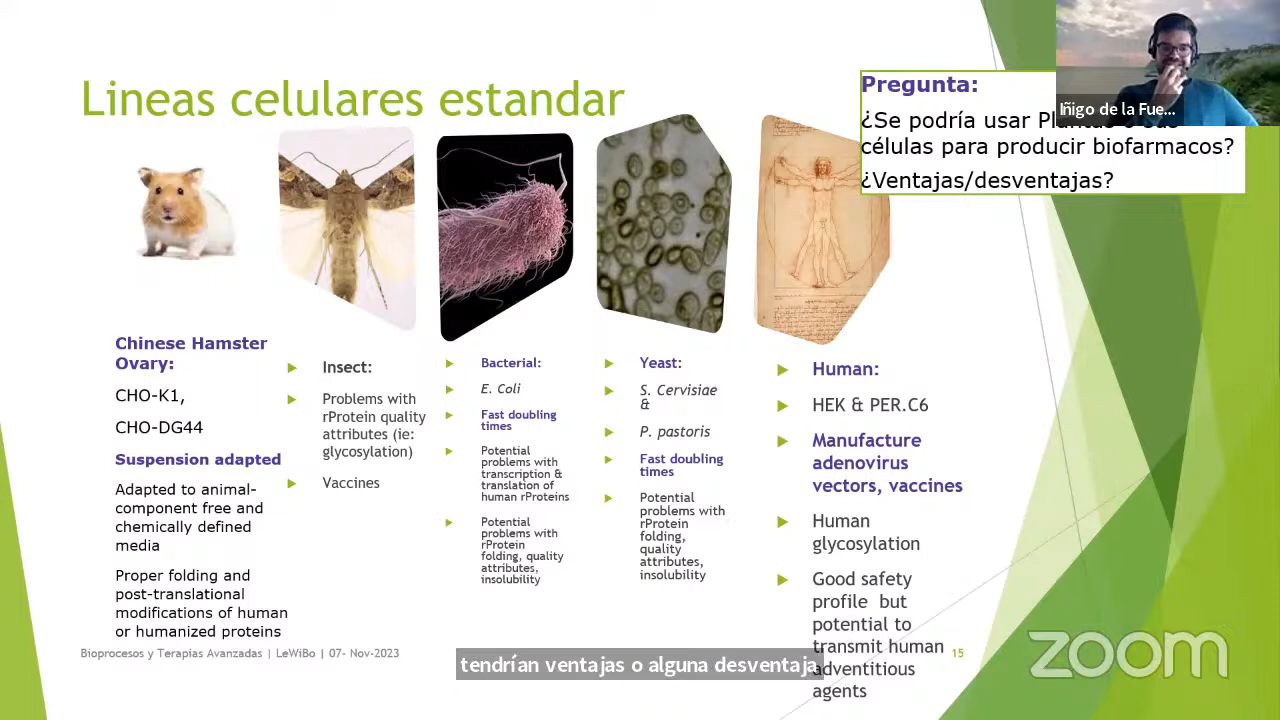 Lineas celulares estandar
Pregunta:
¿Se podría usar Plantas o sus
células para producir biofarmacos?
¿Ventajas/desventajas?
Iñigo de la Fue...
Chinese Hamster
Ovary:
CHO-K1,
CHO-DG44
Suspension adapted
Adapted to animal-
component free and
chemically defined
media
Proper folding and
post-translational
modifications of human
or humanized proteins
Insect:
Problems with
rProtein quality
attributes (ie:
glycosylation)
Vaccines
Bacterial:
E. Coli
Fast doubling
times
Potential
problems with
transcription &
translation of
human rProteins
Potential
problems with
rProtein
folding, quality
attributes,
insolubility
Yeast:
S. Cervisiae
&
P. pastoris
Fast doubling
times
Potential
problems with
rProtein
folding,
quality
attributes,
insolubility
Human:
HEK & PER.C6
Manufacture
adenovirus
vectors, vaccines
Human
glycosylation
Good safety
profile but
potential to
transmit human
adventitious
agents
Bioprocesos y Terapias Avanzadas | LeWiBo | 07- Nov-2023
15
tendrían ventajas o alguna desventaja
zoom